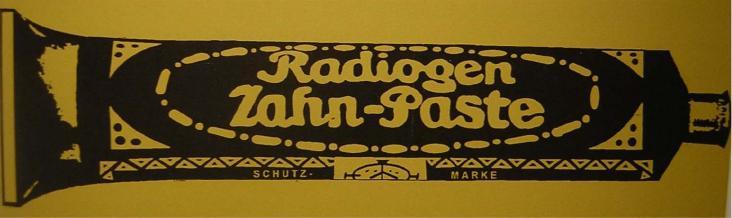 Radiogen
Zahn-Paste
SCHUTZ- MARKE